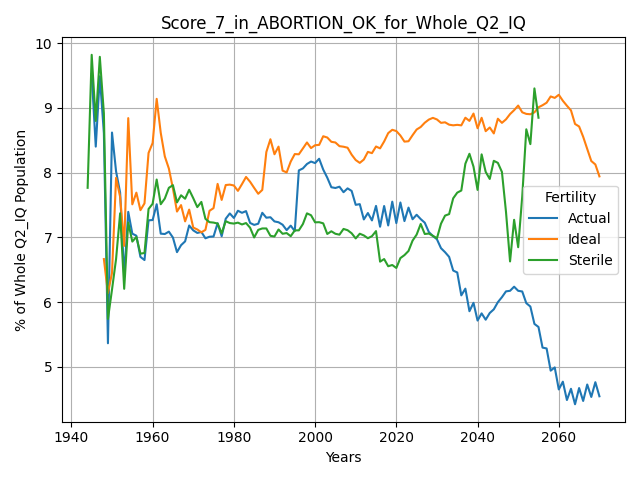 Score_7_in_ABORTION_OK_for_Whole_Q2_IQ
% of Whole Q2_IQ Population
10
9
8
7
6
5
Fertility
Actual
Ideal
Sterile
1940 1960 1980 2000 2020 2040 2060
Years